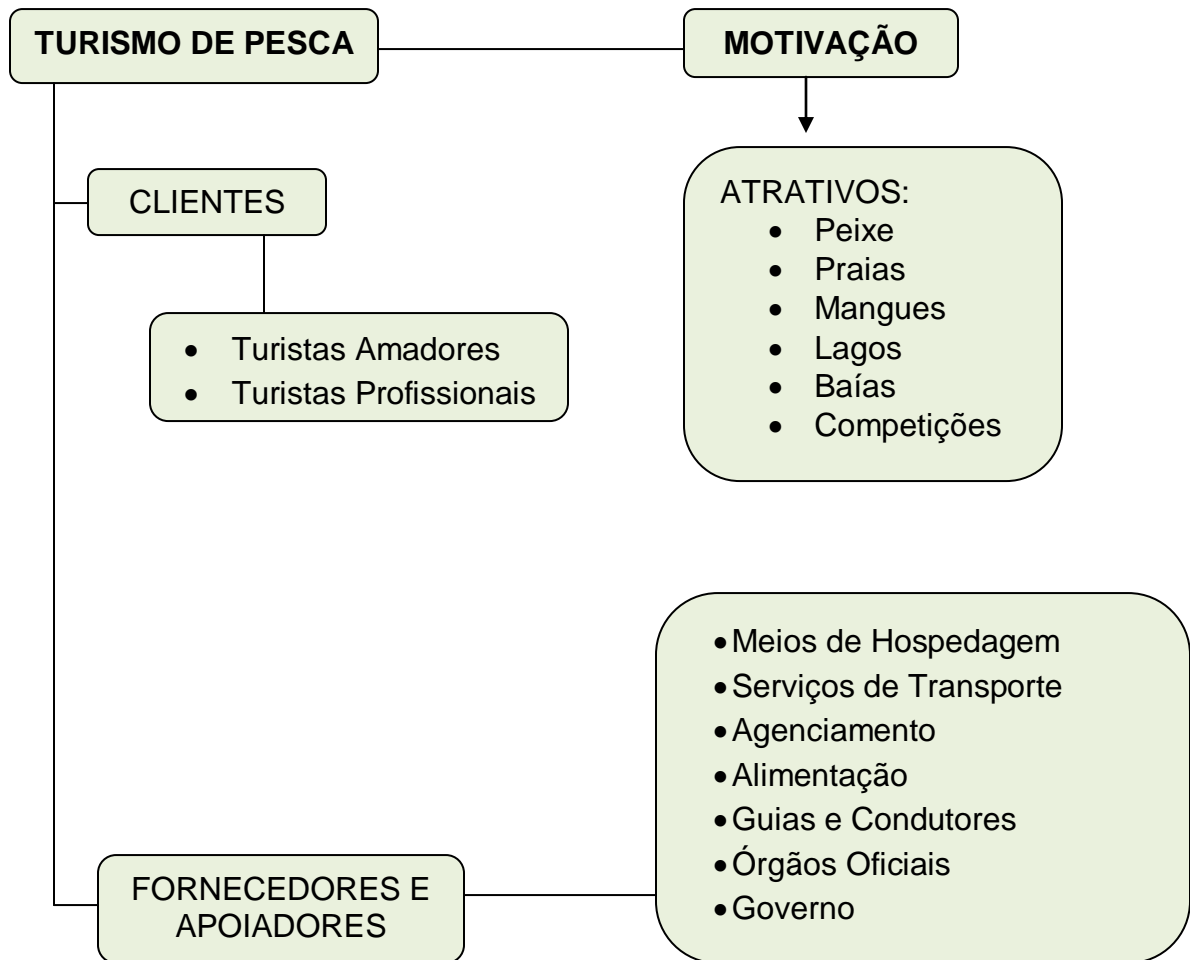 TURISMO DE PESCA
MOTIVAÇÃO
CLIENTES
• Turistas Amadores
• Turistas Profissionais
ATRATIVOS:
• Peixe
• Praias
• Mangues
• Lagos
• Baías
• Competições
FORNECEDORES E
APOIADORES
• Meios de Hospedagem
• Serviços de Transporte
• Agenciamento
• Alimentação
• Guias e Condutores
• Órgãos Oficiais
• Governo